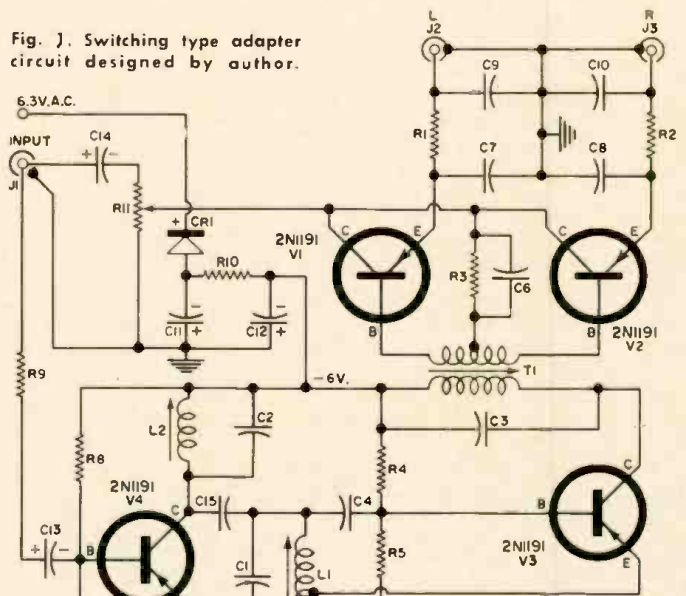 Fig. 1. Switching type adapter
circuit designed by author.
L
J2
R
J3
6.3V.A.C.
INPUT
J1
C14
+ -
R11
+
CR1
R10
-
C11
+
-
C12
+
C9
C10
R1
R2
C7
C8
C
E
2N1191
V1
B
R3
C6
C
E
B
2N1191
V2
T1
-6V.
R9
R8
L2
C2
C3
R4
2N1191
V4
C
C15
C4
B
C
2N1191
V3
E
R5
C13
+ -
B
C1
L1